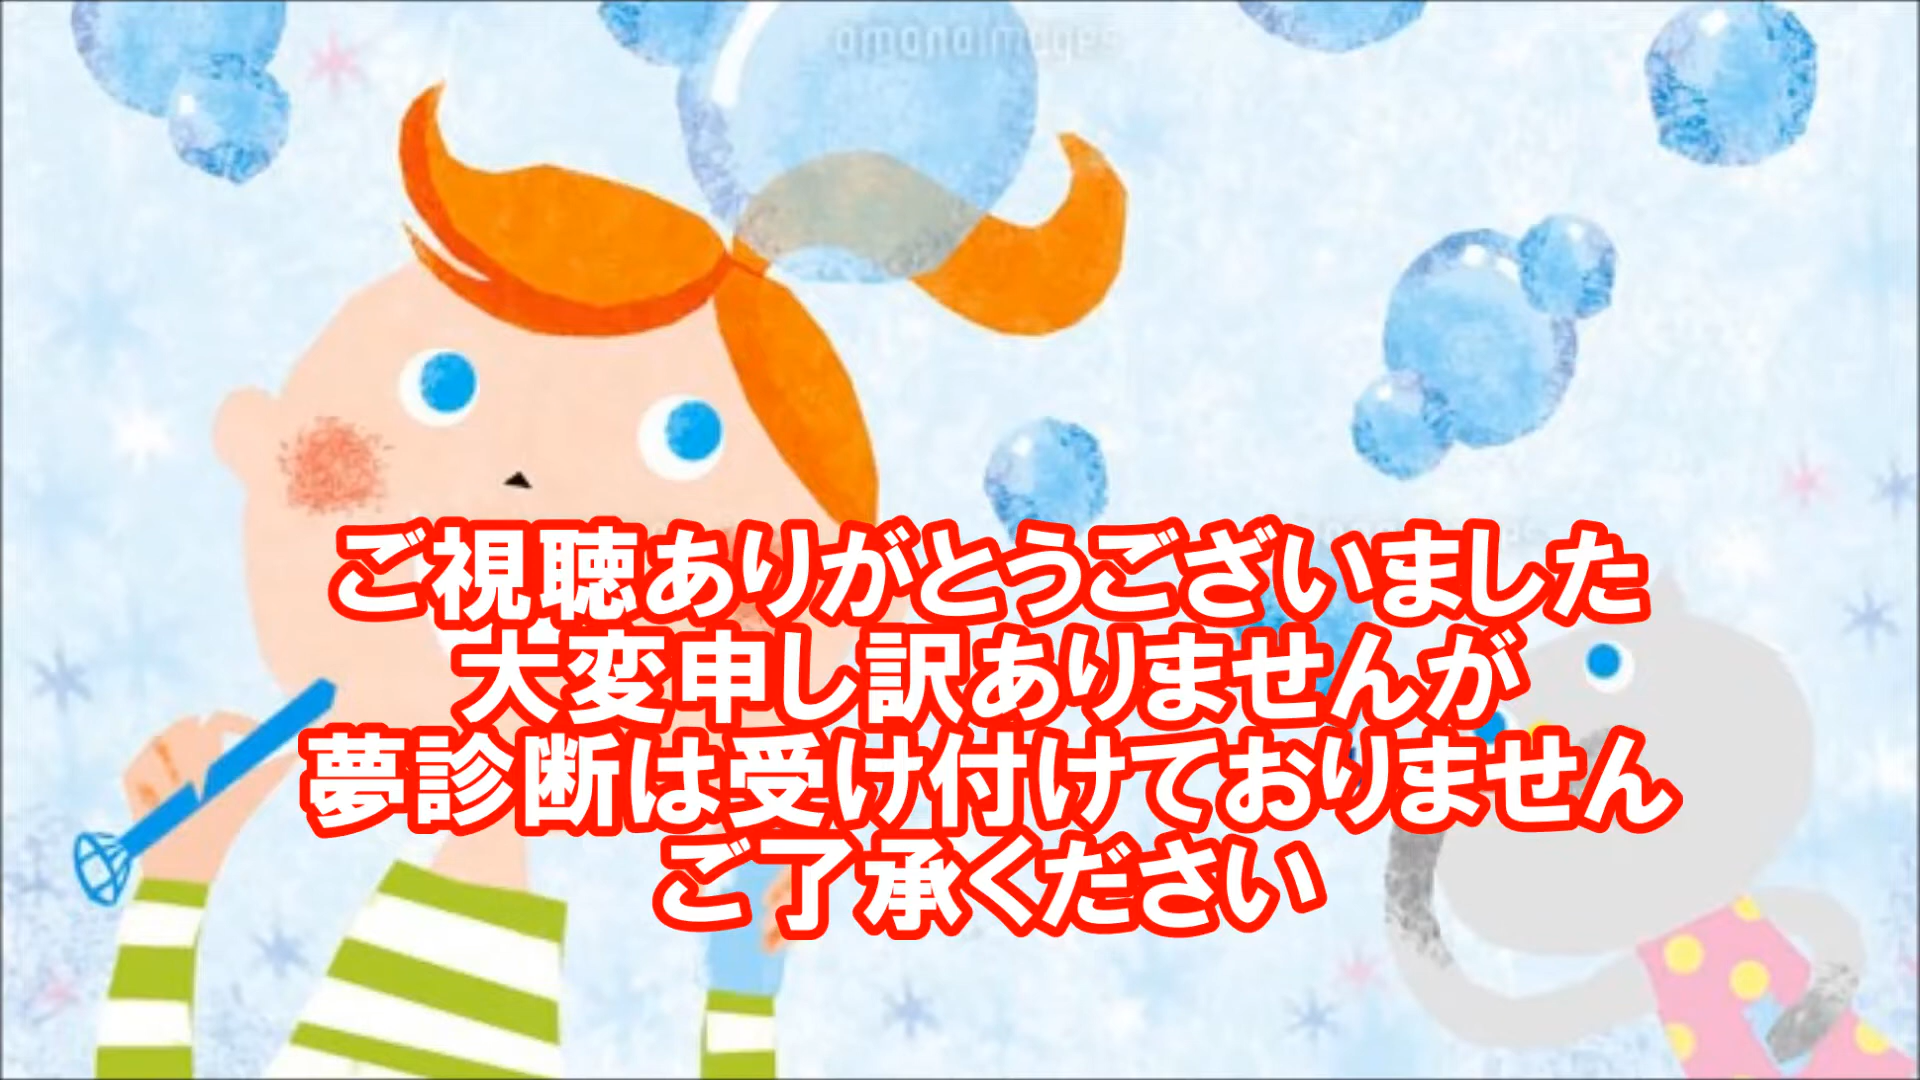 amana images
ご視聴ありがとうございました
大変申し訳ありませんが
夢診断は受け付けておりません
ご了承ください